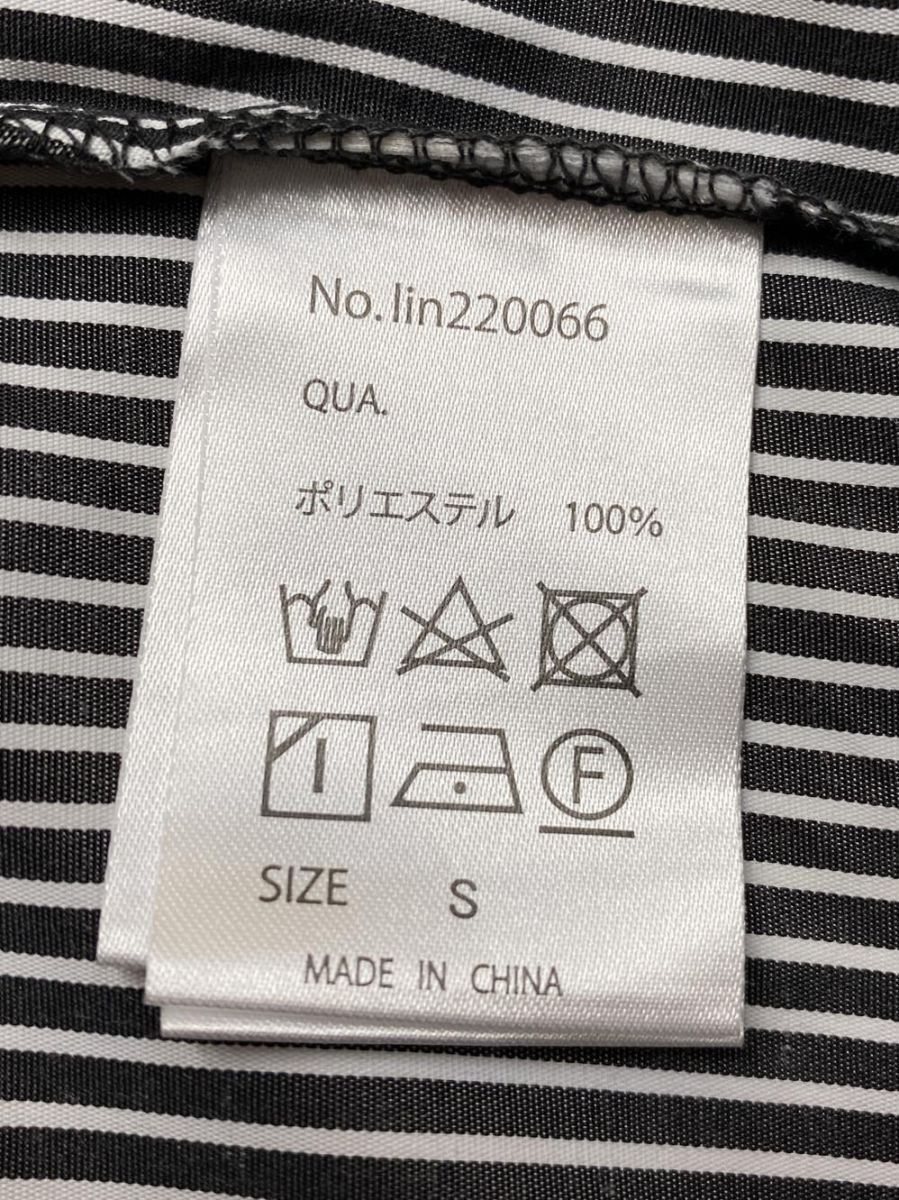 No.lin220066
QUA.
ポリエステル 100%
F
SIZE S
MADE IN CHINA